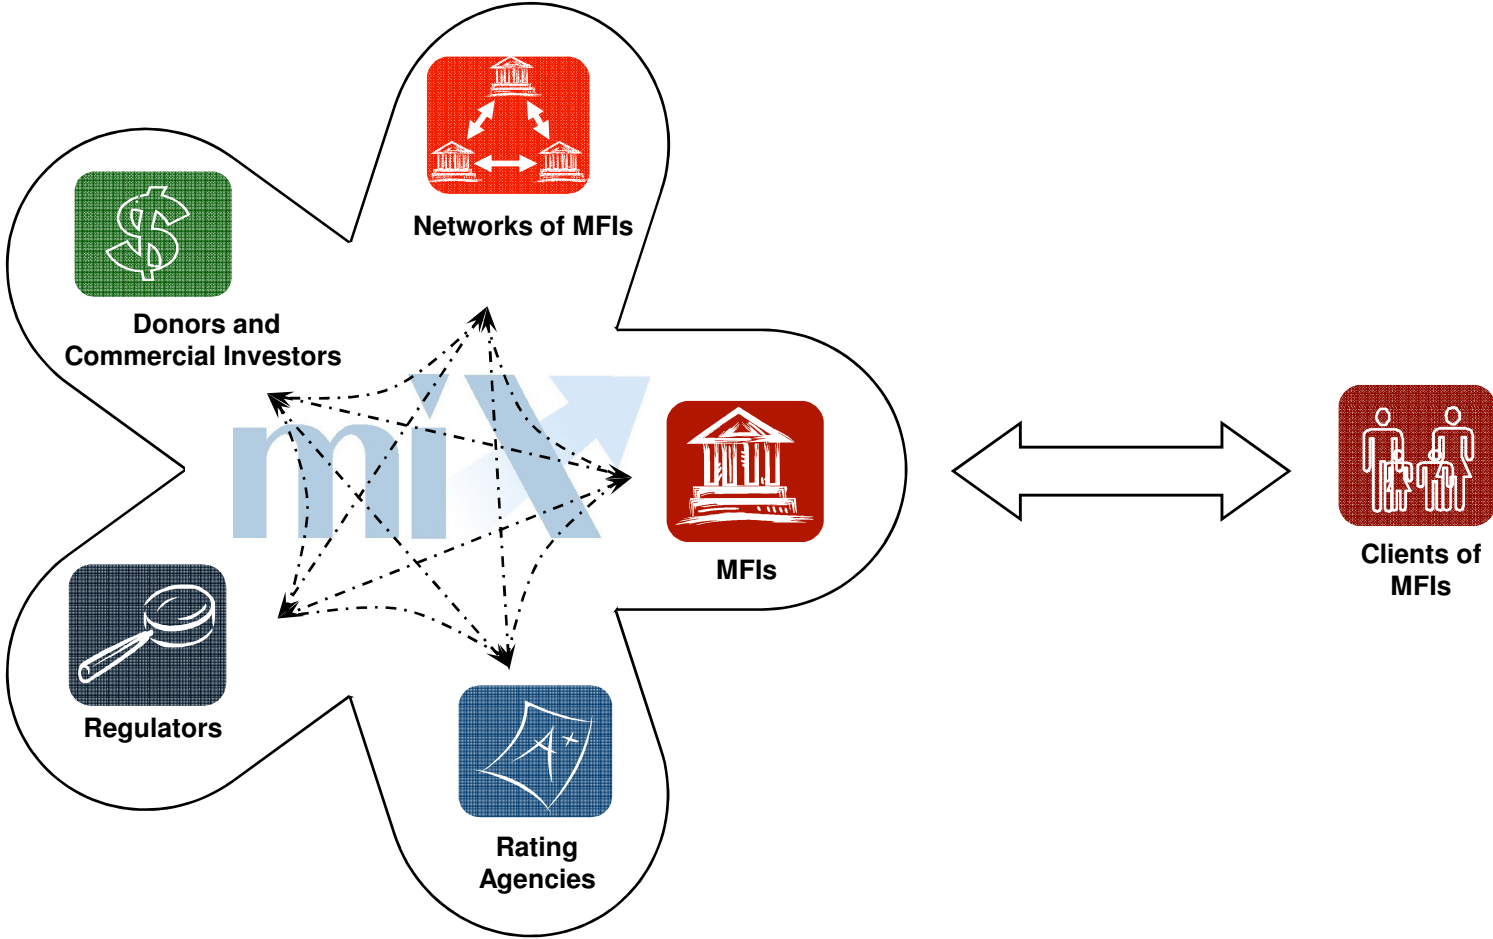 Networks of MFIs
Donors and
Commercial Investors
mix
MFIs
Clients of
MFIs
Regulators
A+
Rating
Agencies